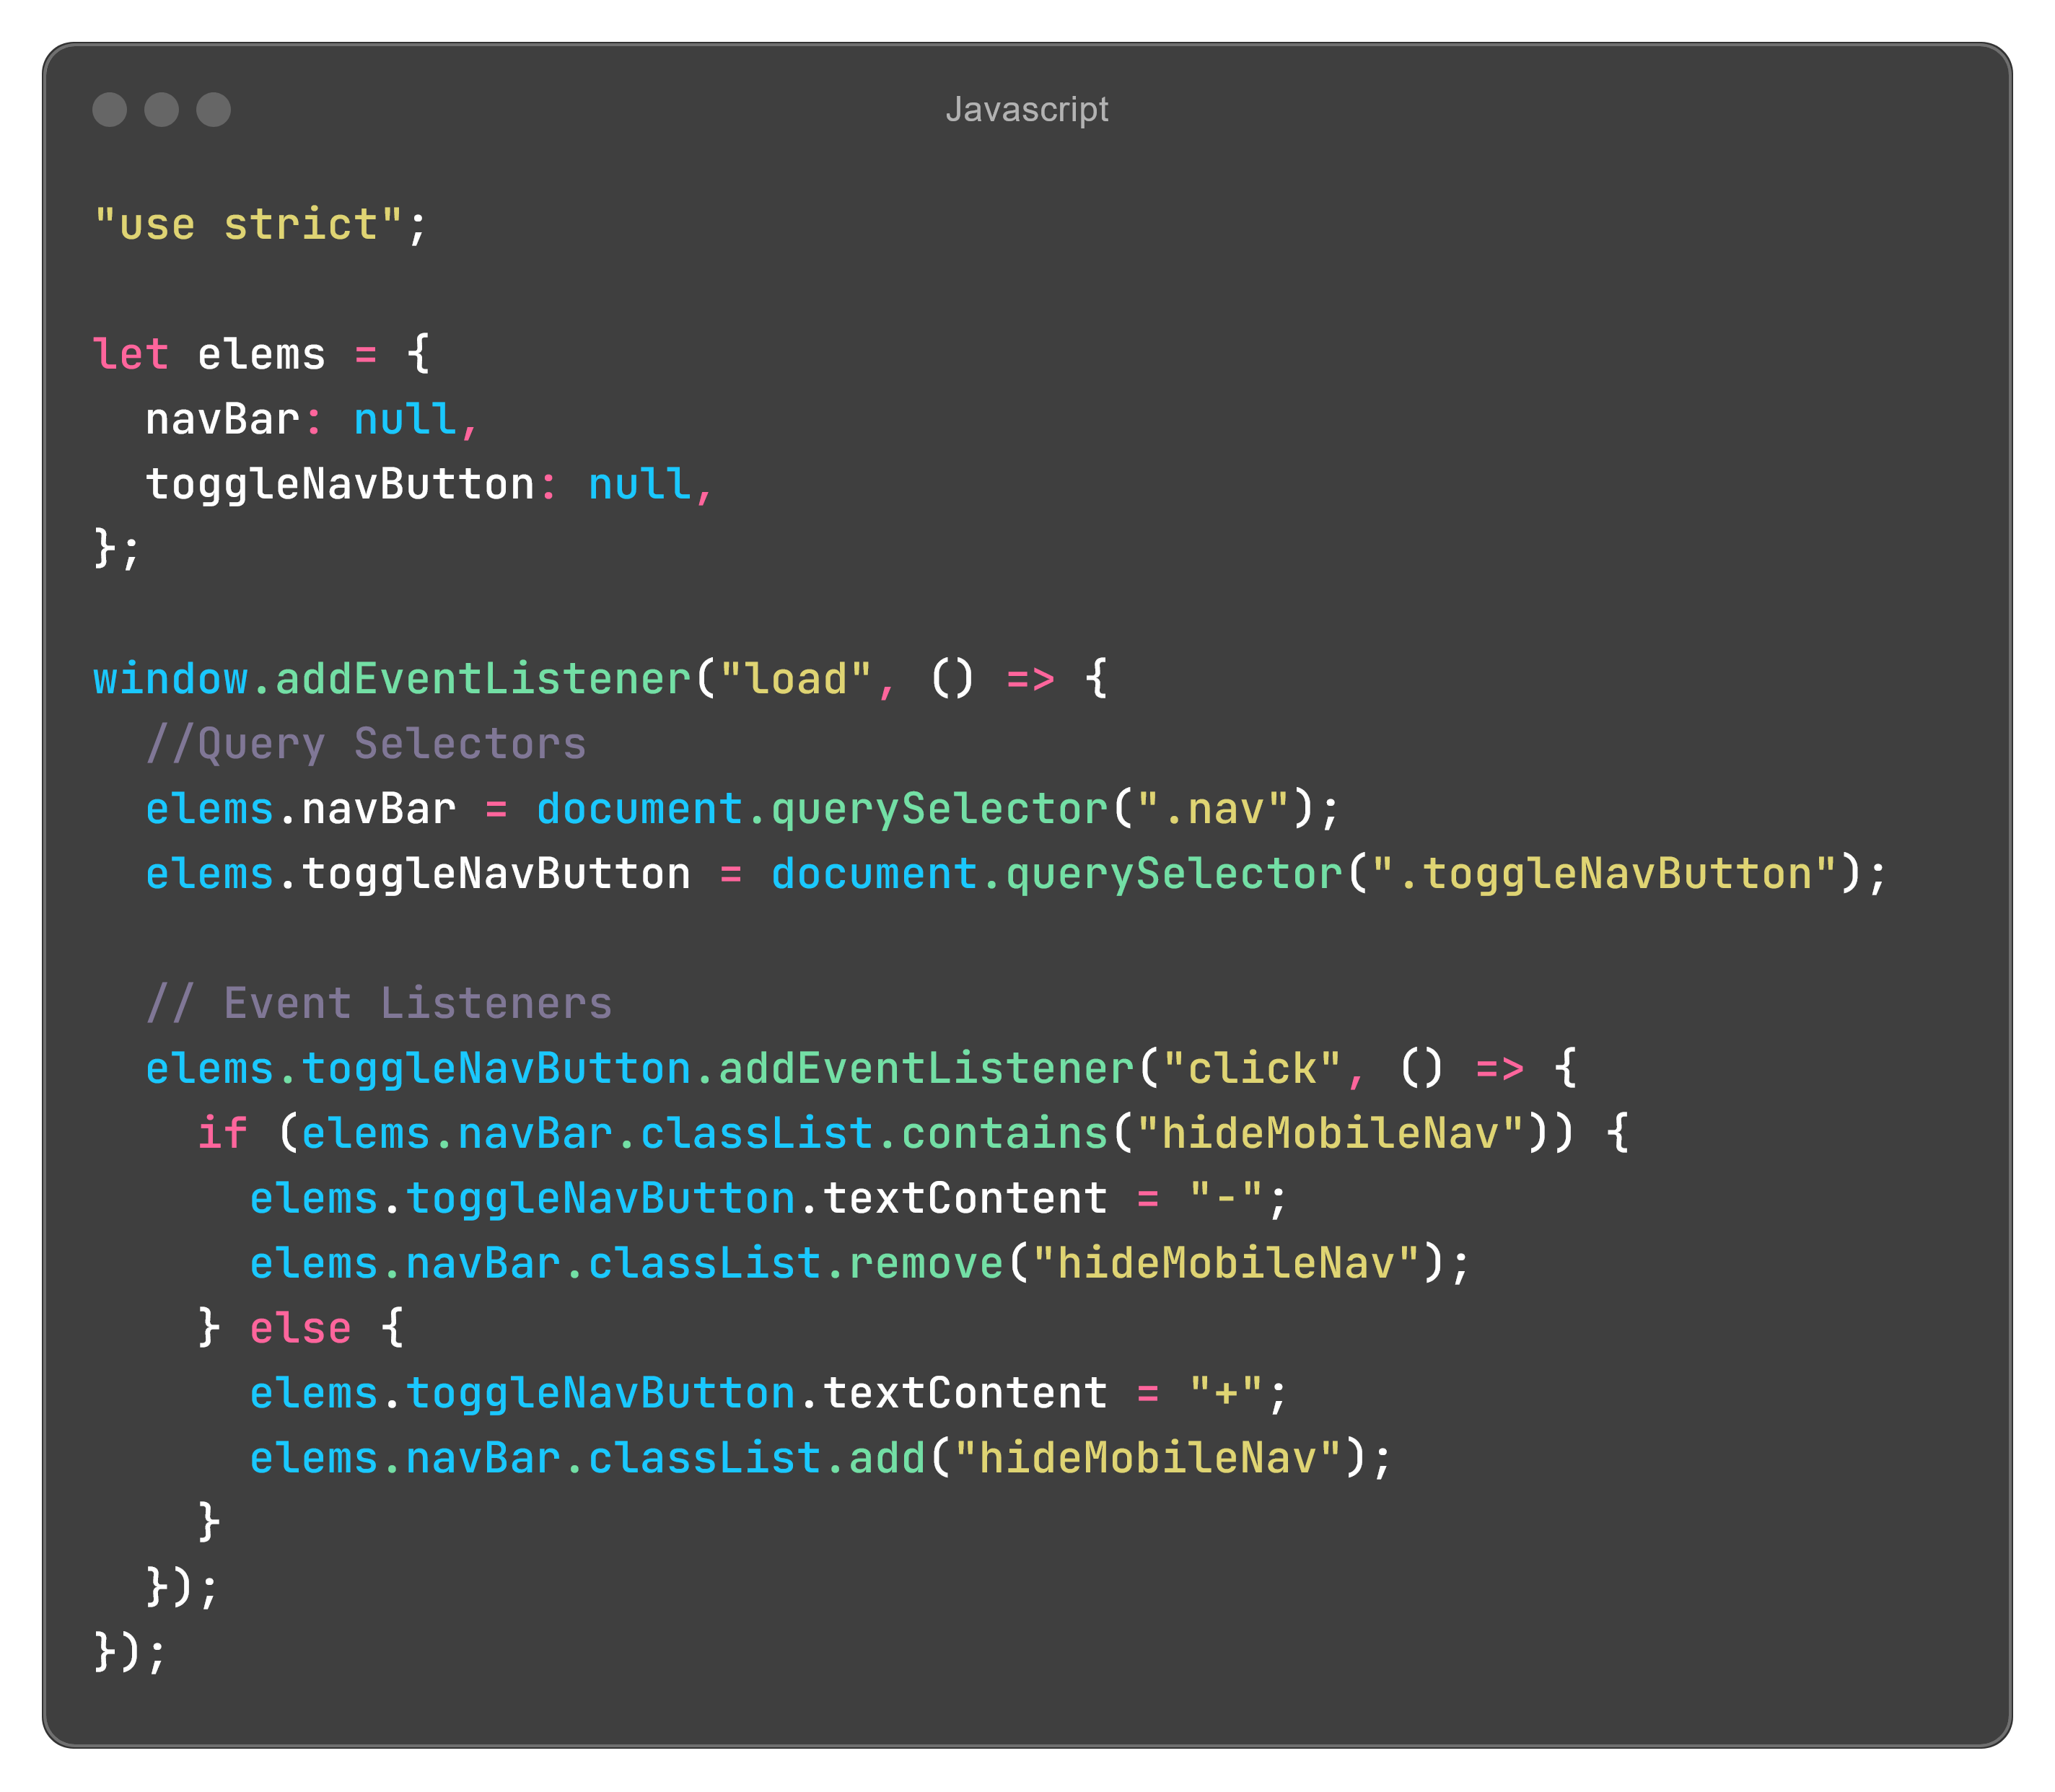 Javascript
"use strict";
let elems = {
  navBar: null,
  toggleNavButton: null,
};
window.addEventListener("load", () => {
  //Query Selectors
  elems.navBar = document.querySelector(".nav");
  elems.toggleNavButton = document.querySelector(".toggleNavButton");
  // Event Listeners
  elems.toggleNavButton.addEventListener("click", () => {
    if (elems.navBar.classList.contains("hideMobileNav")) {
      elems.toggleNavButton.textContent = "-";
      elems.navBar.classList.remove("hideMobileNav");
    } else {
      elems.toggleNavButton.textContent = "+";
      elems.navBar.classList.add("hideMobileNav");
    }
  });
});